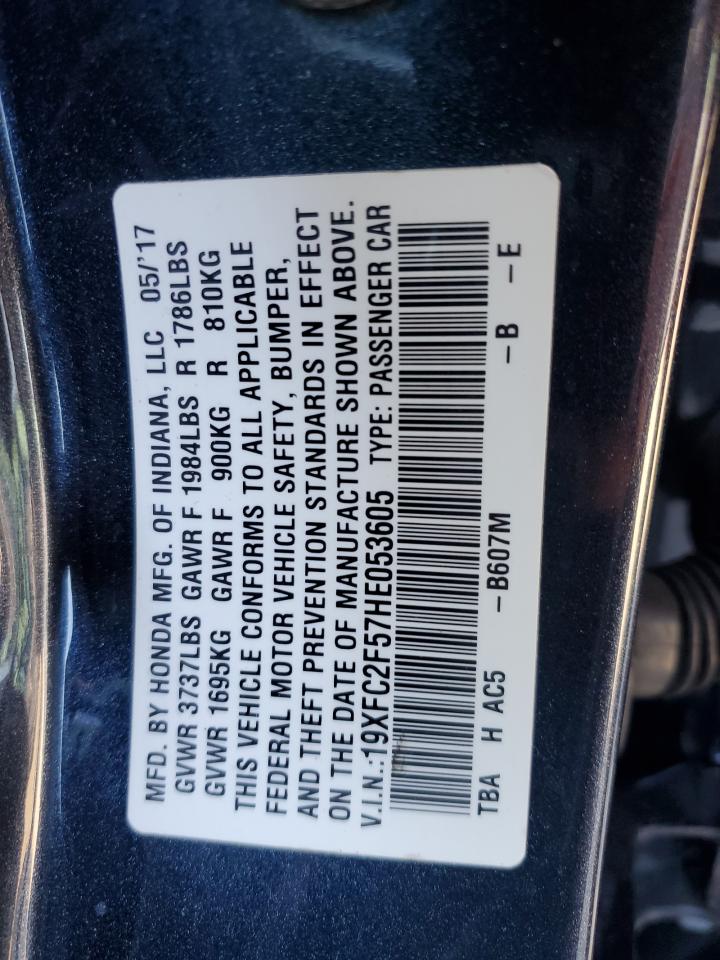 MFD. BY HONDA MFG. OF INDIANA, LLC 05/'17
GVWR 3737LBS GAWR F 1984LBS R 1786LBS
GVWR 1695KG GAWR F 900KG R 810KG
THIS VEHICLE CONFORMS TO ALL APPLICABLE
FEDERAL MOTOR VEHICLE SAFETY, BUMPER,
AND THEFT PREVENTION STANDARDS IN EFFECT
ON THE DATE OF MANUFACTURE SHOWN ABOVE.
V.I.N.:19XFC2F57HE053605 TYPE: PASSENGER CAR
TBA H AC5 –B607M –B –E